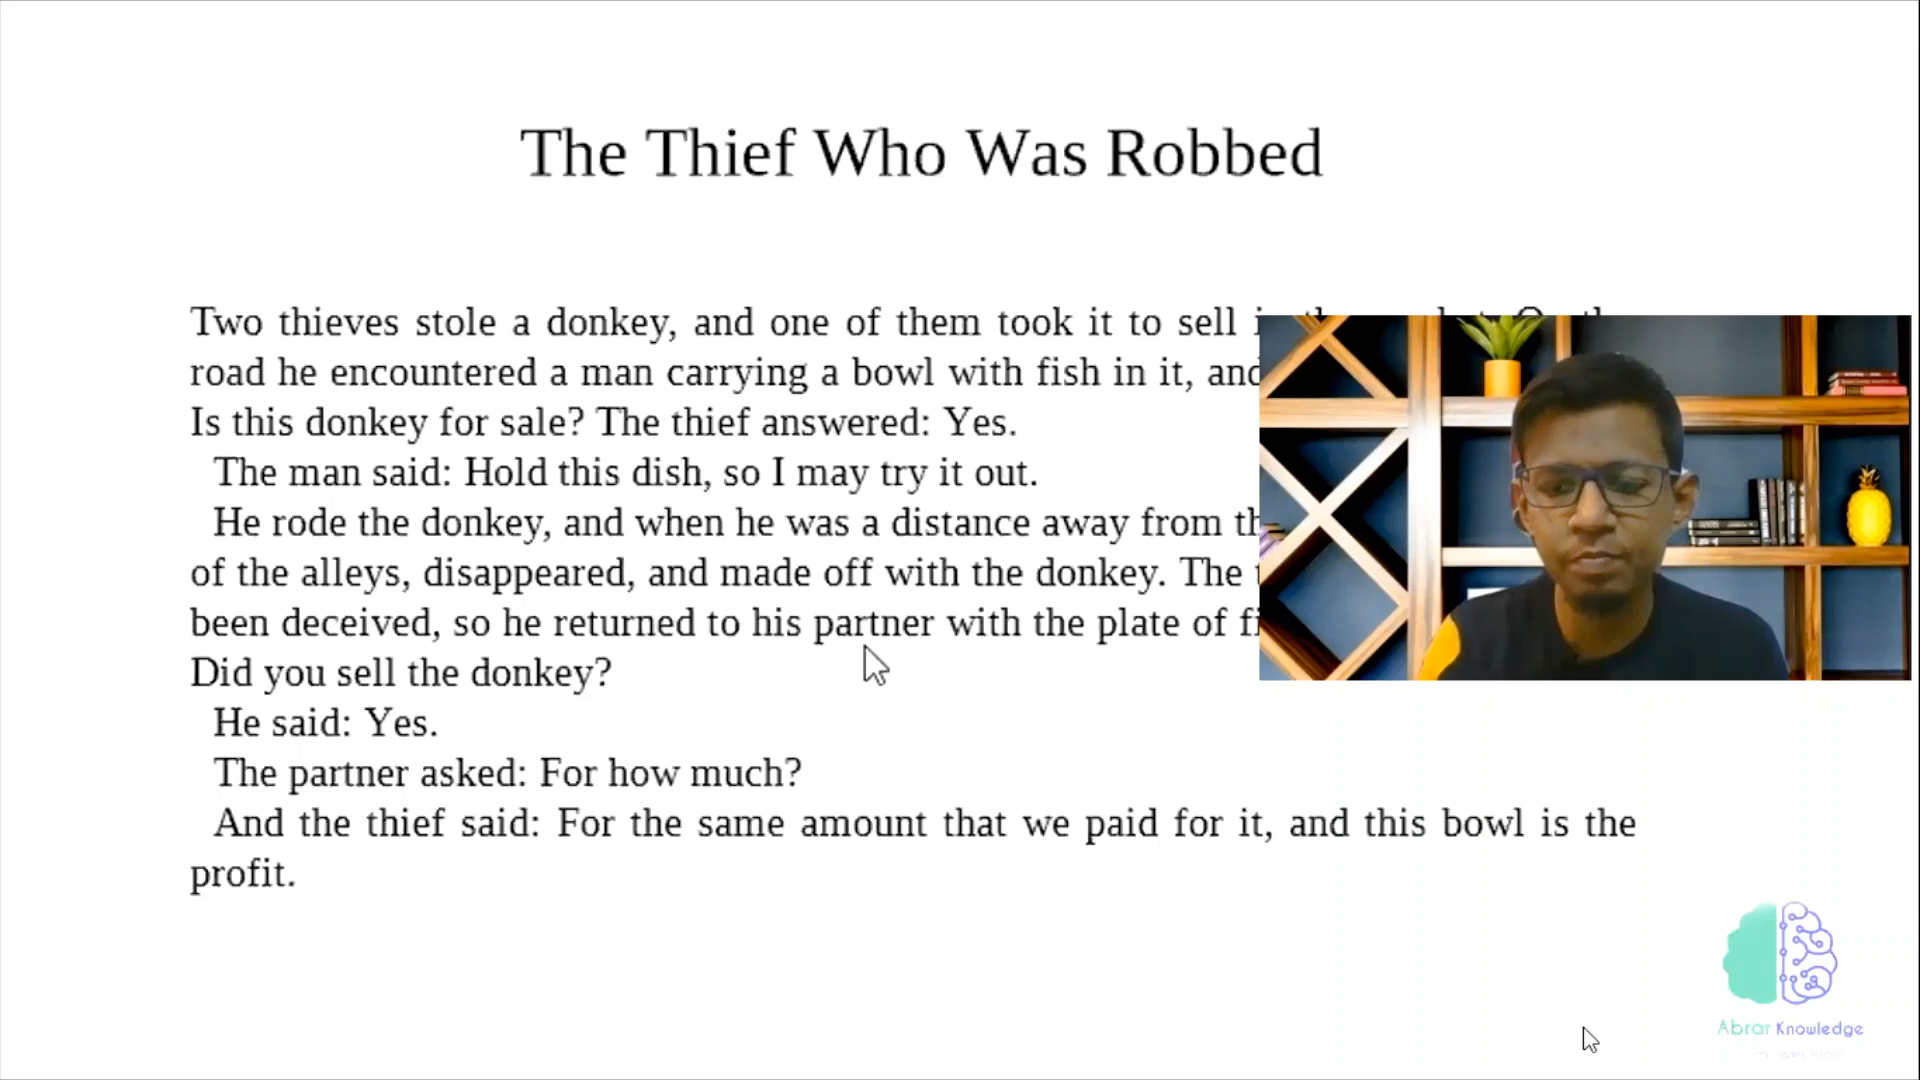 The Thief Who Was Robbed
Two thieves stole a donkey, and one of them took it to sell
road he encountered a man carrying a bowl with fish in it, and
Is this donkey for sale? The thief answered: Yes.
The man said: Hold this dish, so I may try it out.
He rode the donkey, and when he was a distance away from
of the alleys, disappeared, and made off with the donkey. The
been deceived, so he returned to his partner with the plate of
Did you sell the donkey?
He said: Yes.
The partner asked: For how much?
And the thief said: For the same amount that we paid for it, and this bowl is the
profit.
Abrar Knowledge